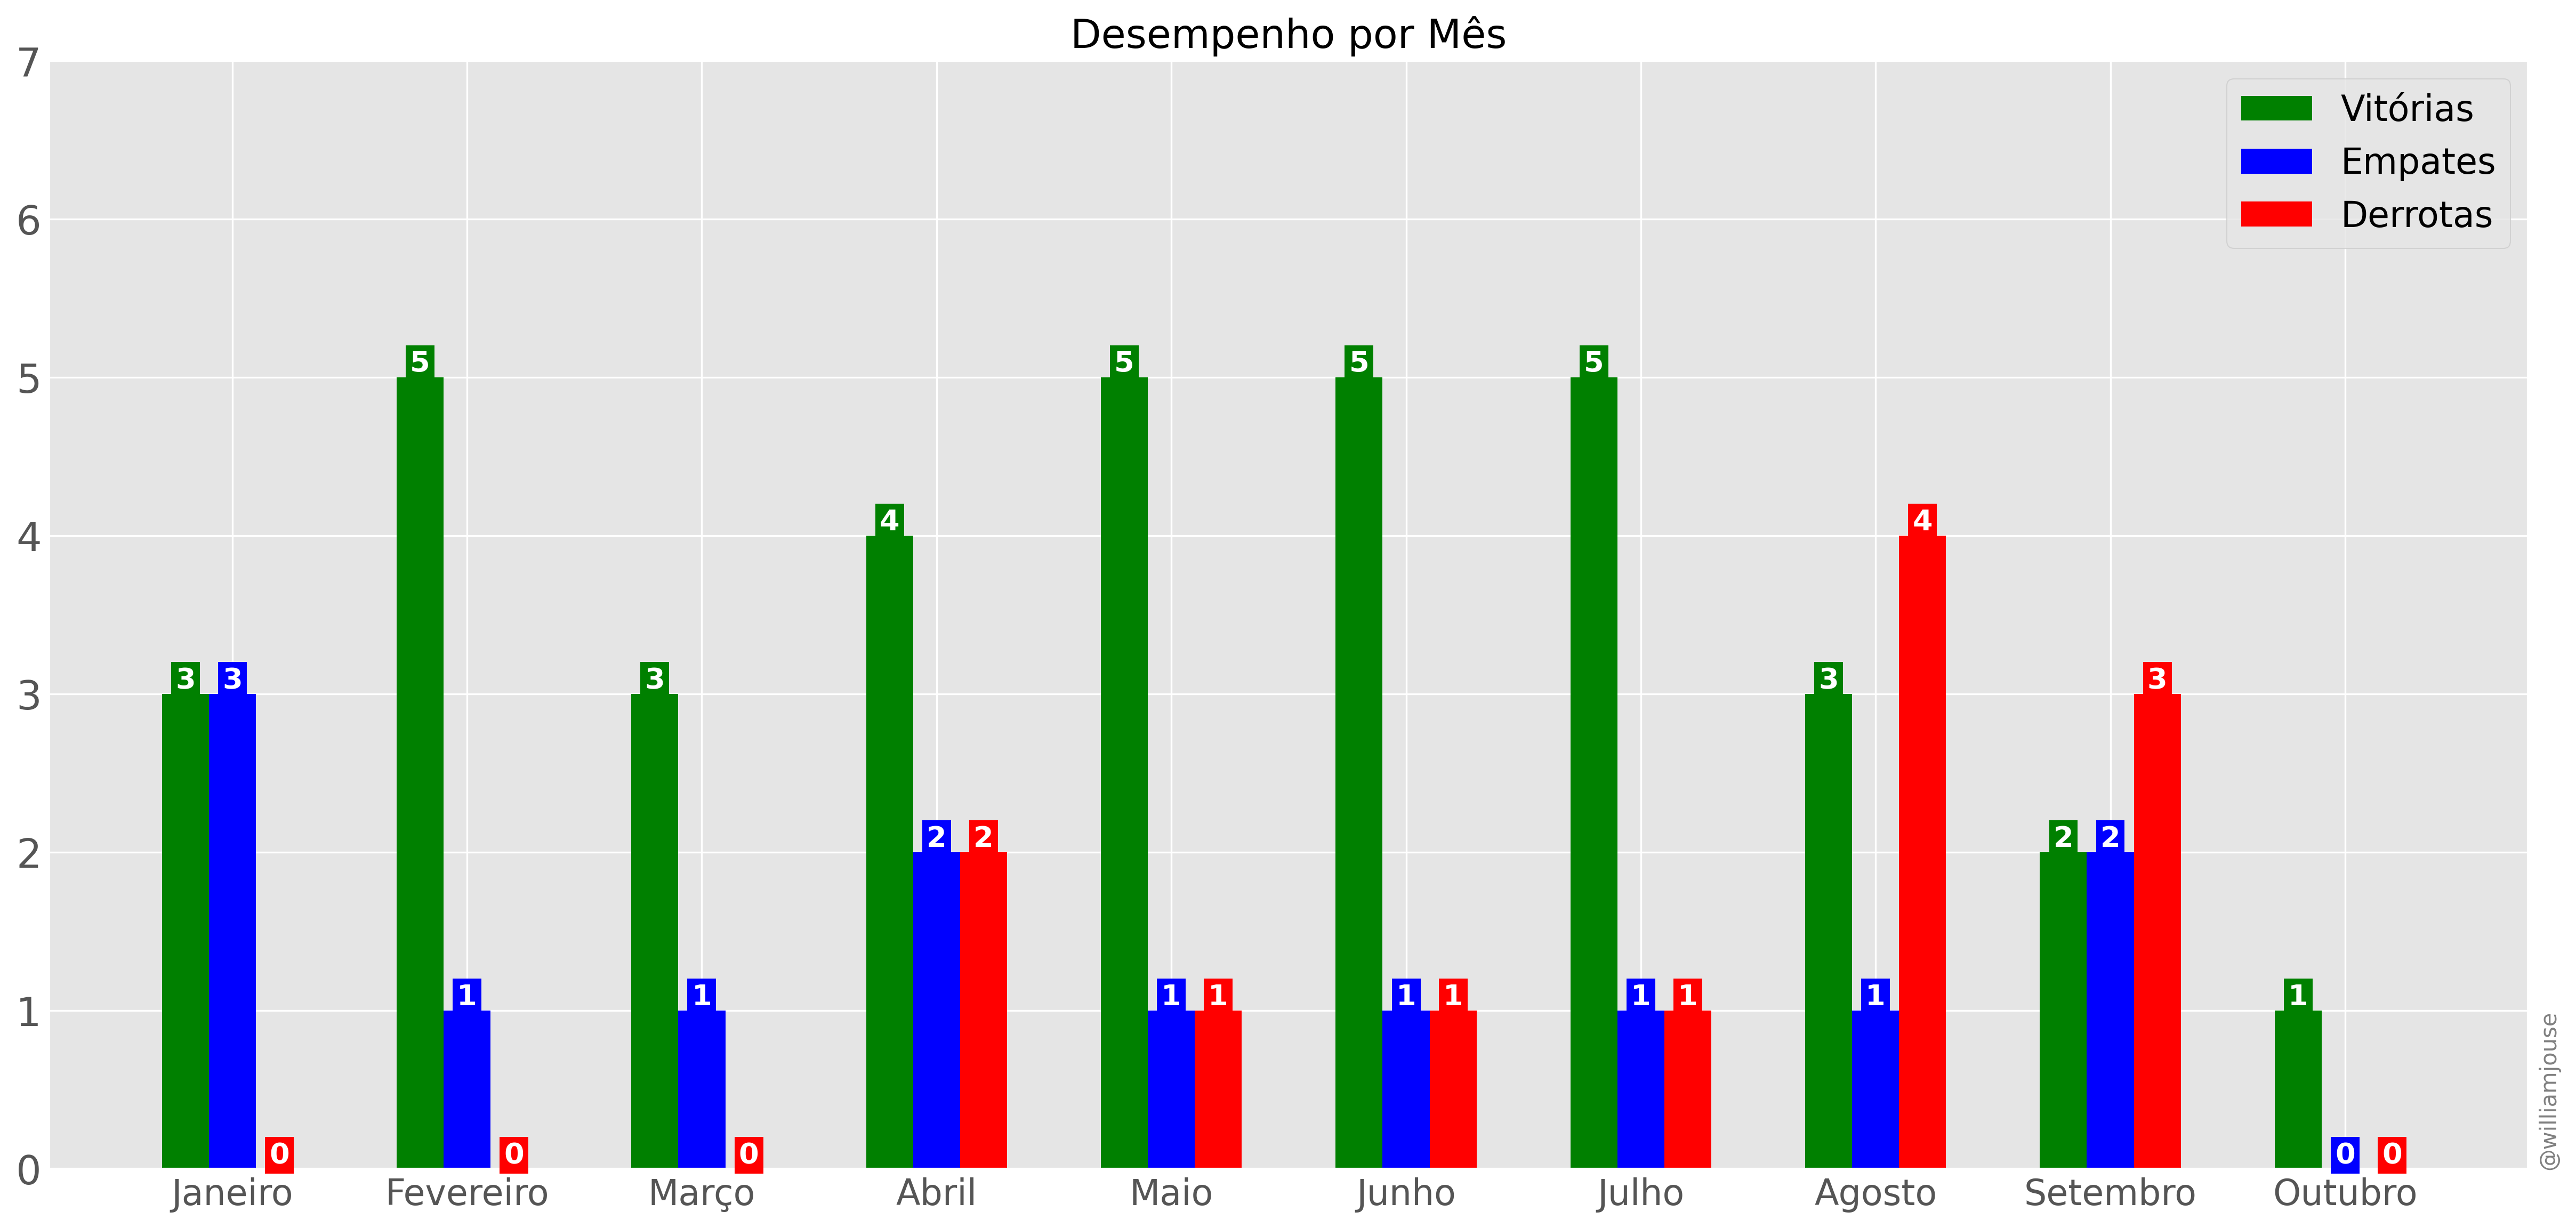 Desempenho por Mês
7
6
5
4
3
2
1
0
Vitórias
Empates
Derrotas
3 3 0
5 1 0
3 1 0
4 2 2
5 1 1
5 1 1
5 1 1
3 1 4
2 2 3
1 0 0
Janeiro Fevereiro Março Abril Maio Junho Julho Agosto Setembro Outubro
@williamjouse